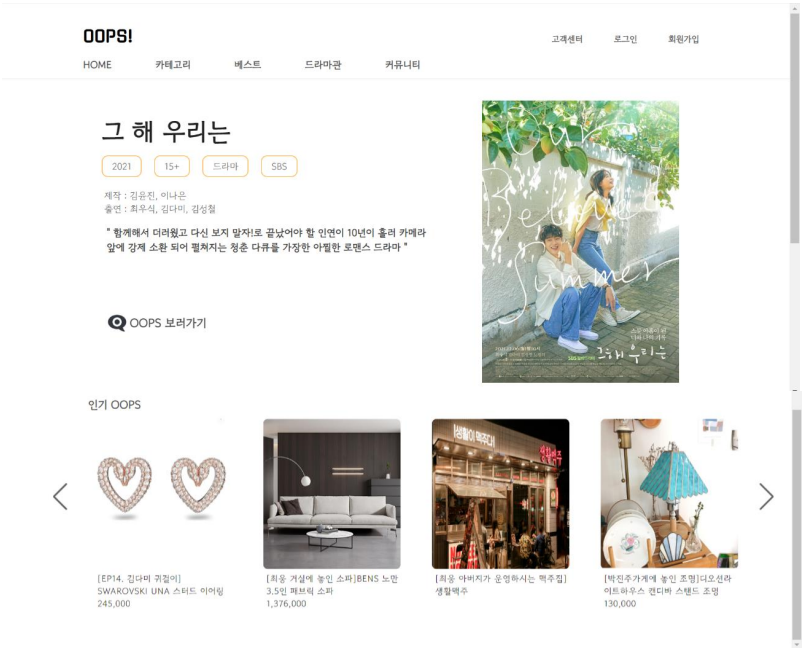 OOPS!
고객센터 로그인 회원가입
HOME 카테고리 베스트 드라마관 커뮤니티
그 해 우리는
2021 15+ 드라마 SBS
제작 : 김윤진, 이나은
출연 : 최우식, 김다미, 김성철
" 함께해서 더러웠고 다신 보지 말자!로 끝났어야 할 인연이 10년이 흘러 카메라
앞에 강제 소환 되어 펼쳐지는 청춘 다큐를 가장한 아찔한 로맨스 드라마 "
OOPS 보러가기
Our
Beloved
Summer
그 해 우리는
인기 OOPS
생활맥주
[EP14. 김다미 귀걸이]
SWAROVSKI UNA 스터드 이어링
245,000
[최웅 거실에 놓인 소파]BENS 노만
3.5인 패브릭 소파
1,376,000
[최웅 아버지가 운영하시는 맥주집]
생활맥주
[박진주가게에 놓인 조명]디오션라
이트하우스 캔디바 스탠드 조명
130,000